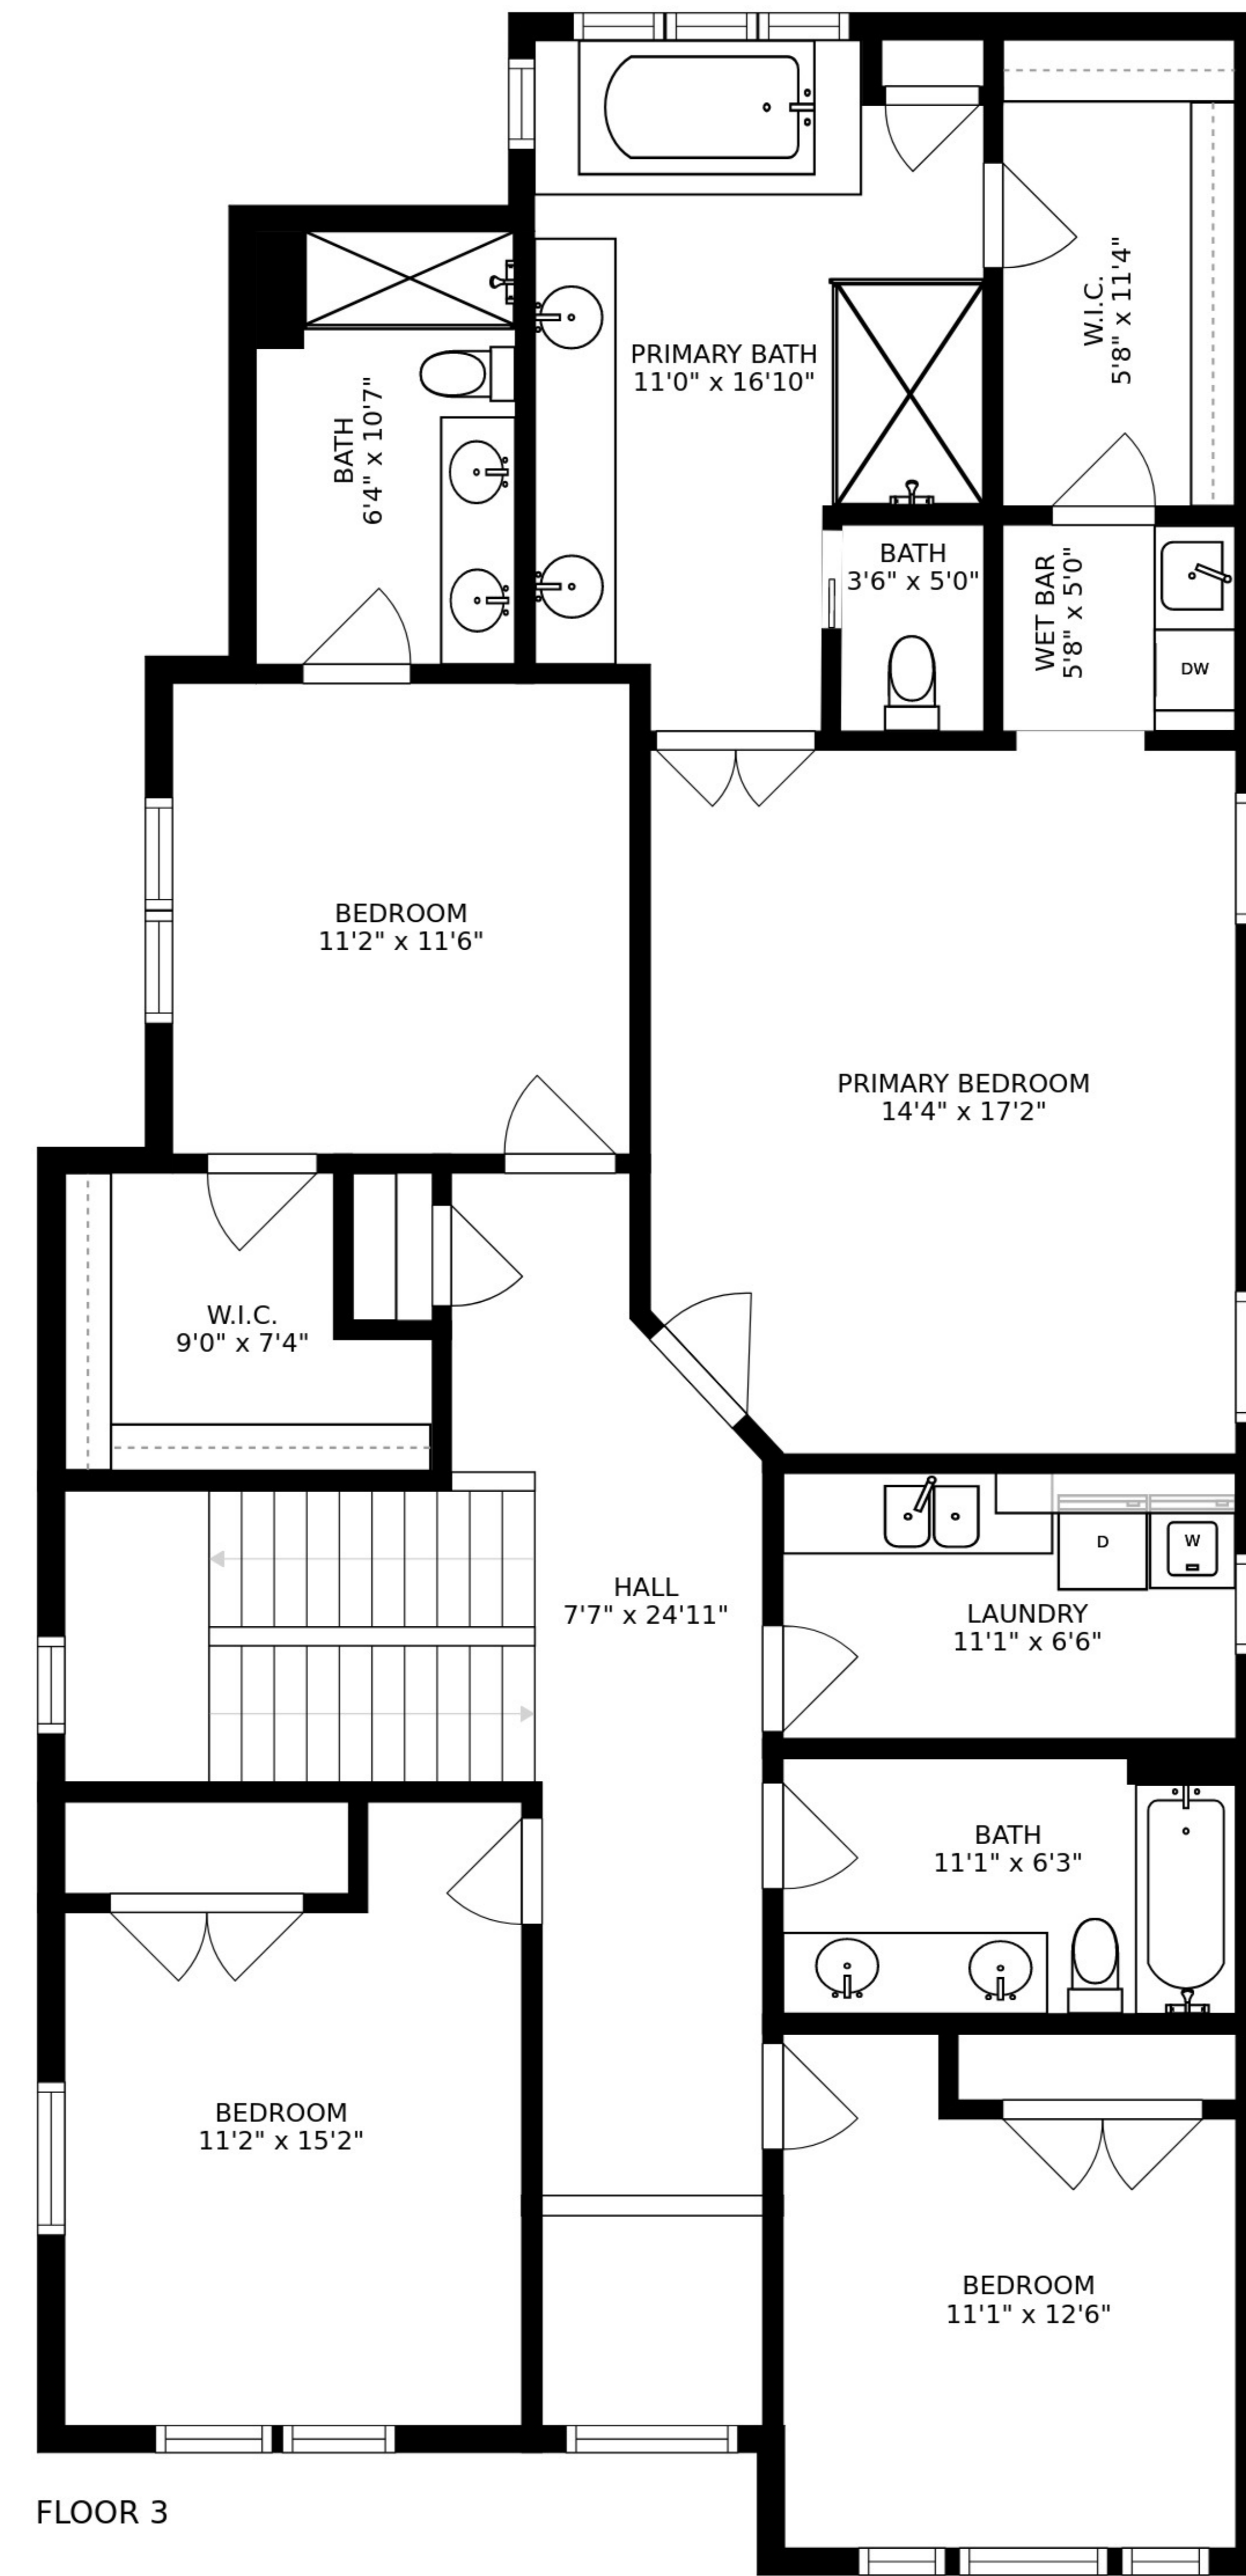 PRIMARY BATH
11'0" x 16'10"
W.I.C.
5'8" x 11'4"
BATH
6'4" x 10'7"
BATH
3'6" x 5'0"
WET BAR
5'8" x 5'0"
DW
BEDROOM
11'2" x 11'6"
PRIMARY BEDROOM
14'4" x 17'2"
W.I.C.
9'0" x 7'4"
D
W
HALL
7'7" x 24'11"
LAUNDRY
11'1" x 6'6"
BATH
11'1" x 6'3"
BEDROOM
11'2" x 15'2"
BEDROOM
11'1" x 12'6"
FLOOR 3